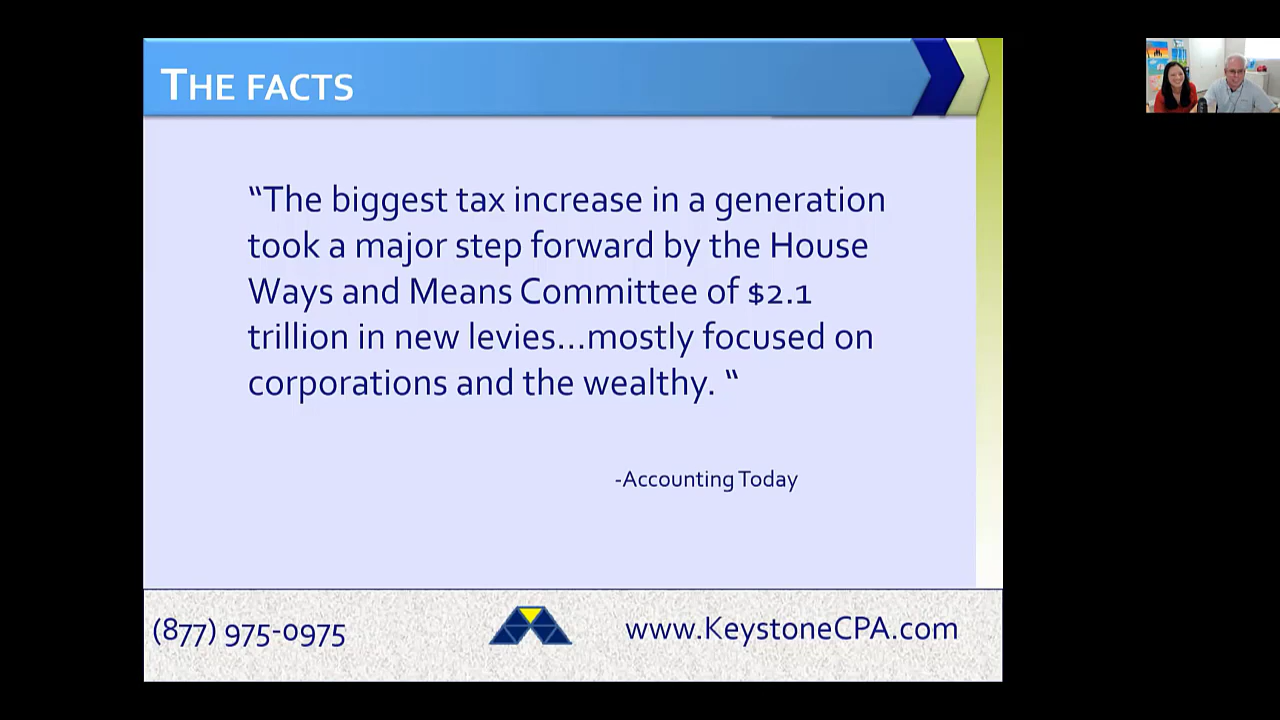 THE FACTS
“The biggest tax increase in a generation
took a major step forward by the House
Ways and Means Committee of $2.1
trillion in new levies...mostly focused on
corporations and the wealthy. “
-Accounting Today
(877) 975-0975
www.KeystoneCPA.com